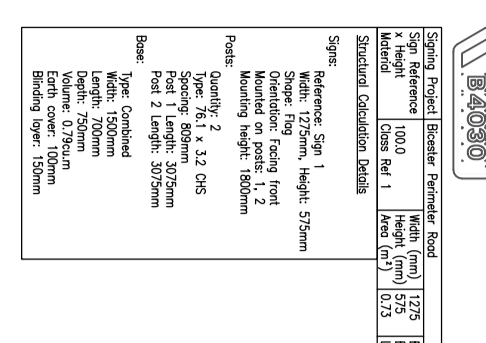 B4030
Signing Project Bicester Perimeter Road
Sign Reference Width (mm) 1275
x Height 100.0 Height (mm) 575
Material Class Ref 1 Area (m²) 0.73
Structural Calculation Details
Signs:
Reference: Sign 1
Width: 1275mm, Height: 575mm
Shape: Flag
Orientation: Facing front
Mounted on posts: 1, 2
Mounting height: 1800mm
Posts:
Quantity: 2
Type: 76.1 x 3.2 CHS
Spacing: 809mm
Post 1 Length: 3075mm
Post 2 Length: 3075mm
Base:
Type: Combined
Width: 1500mm
Length: 700mm
Depth: 750mm
Volume: 0.79cu.m
Earth cover: 100mm
Blinding layer: 150mm